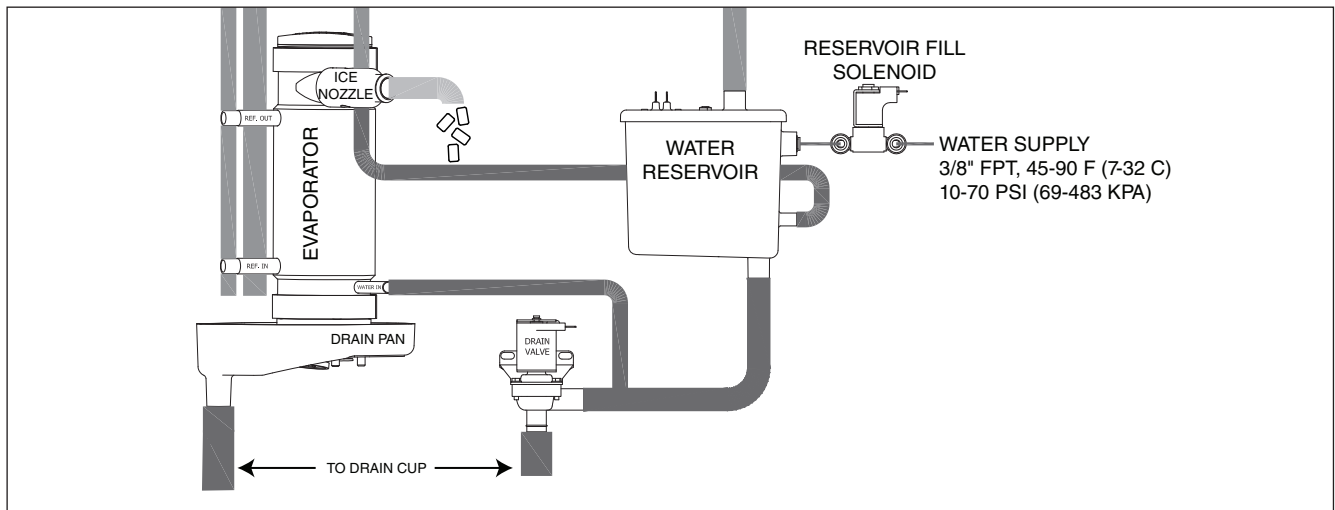 RESERVOIR FILL
SOLENOID
ICE
NOZZLE
REF. OUT
EVAPORATOR
WATER
RESERVOIR
WATER SUPPLY
3/8" FPT, 45-90 F (7-32 C)
10-70 PSI (69-483 KPA)
REF. IN
WATER IN
DRAIN PAN
DRAIN
VALVE
TO DRAIN CUP